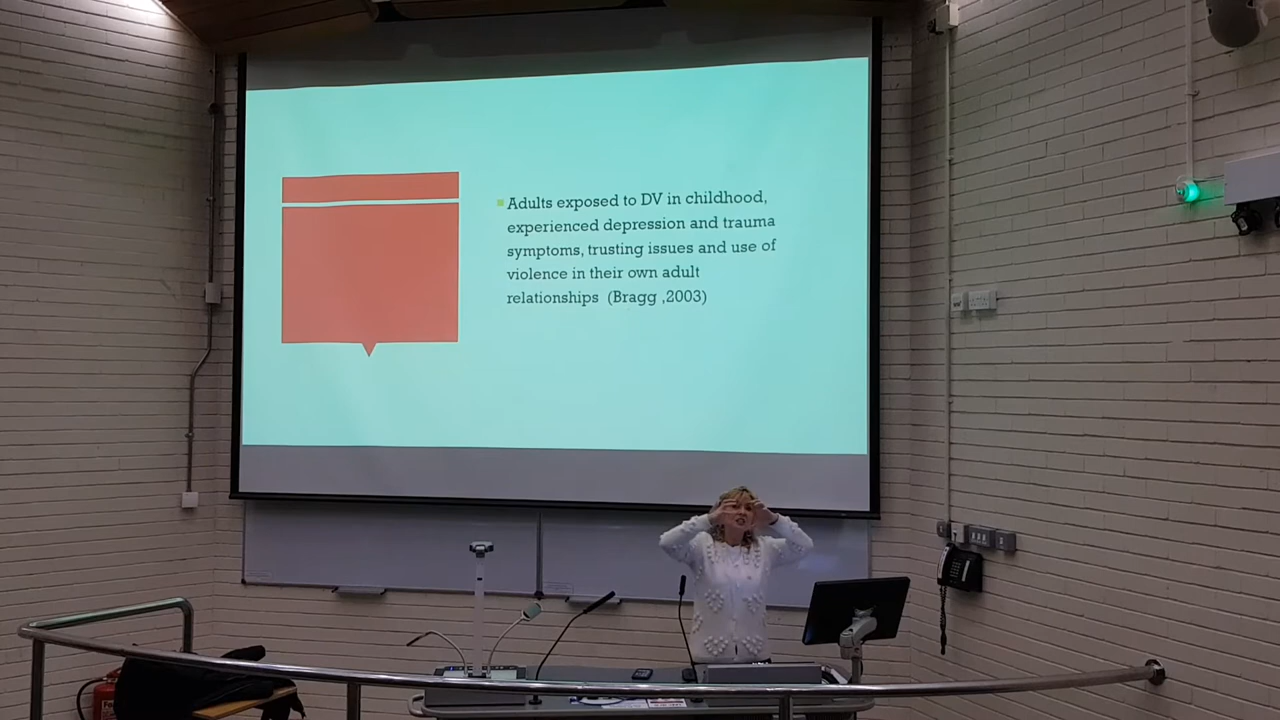 Adults exposed to DV in childhood,
experienced depression and trauma
symptoms, trusting issues and use of
violence in their own adult
relationships (Bragg ,2003)